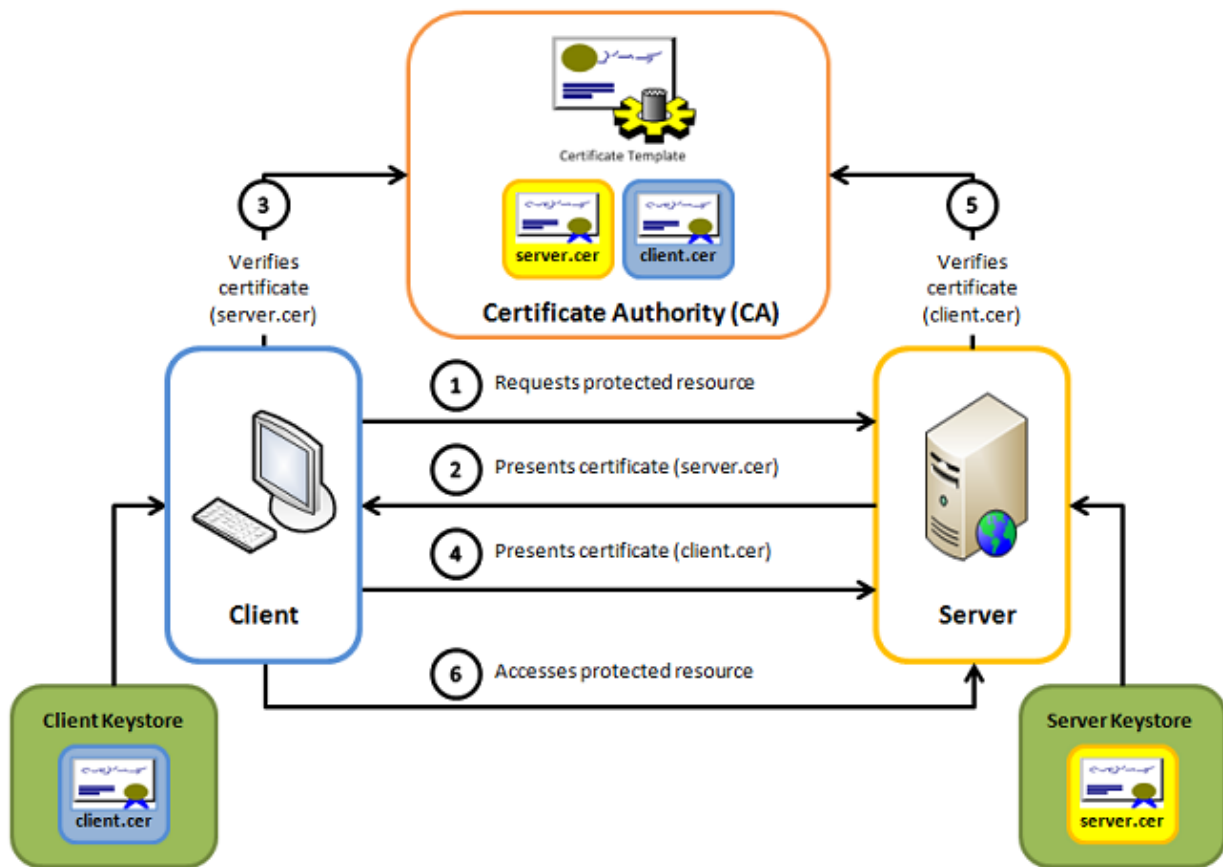 Certificate Template
server.cer
client.cer
Certificate Authority (CA)
3
Verifies
certificate
(server.cer)
5
Verifies
certificate
(client.cer)
1
Requests protected resource
2
Presents certificate (server.cer)
4
Presents certificate (client.cer)
Client
Server
6
Accesses protected resource
Client Keystore
client.cer
Server Keystore
server.cer